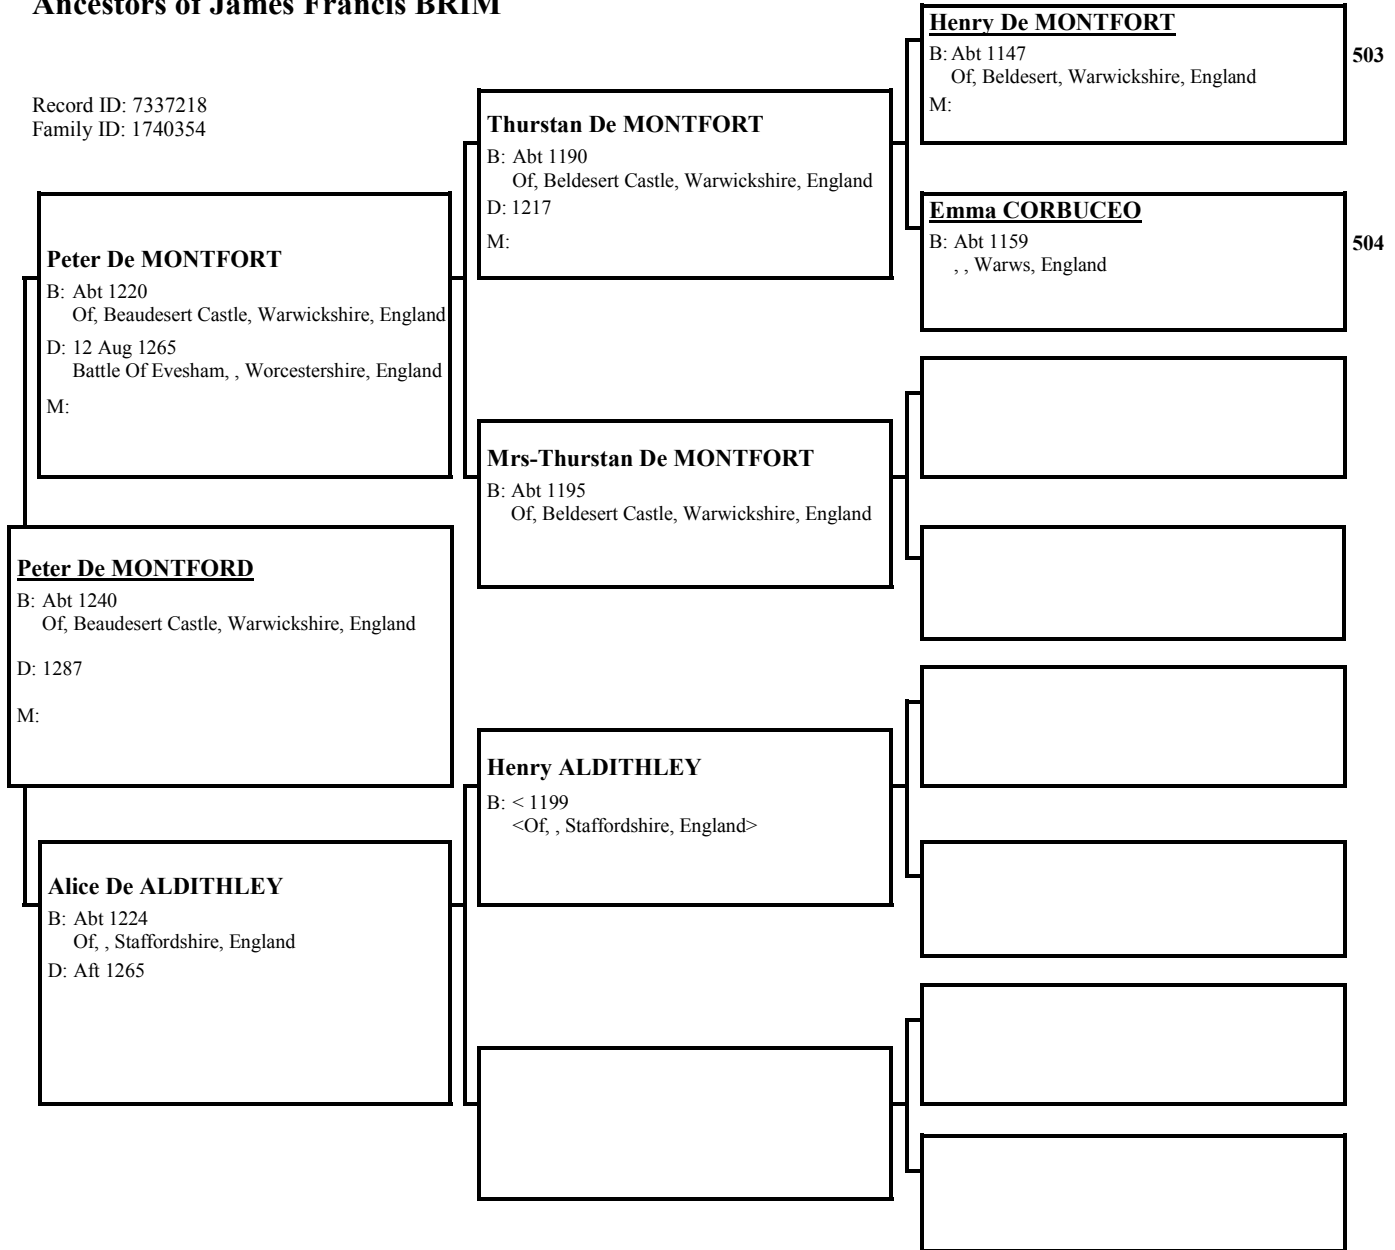 Ancestors of James Francis BRIM
Record ID: 7337218
Family ID: 1740354
Peter De MONTFORT
B: Abt 1220
Of, Beaudesert Castle, Warwickshire, England
D: 12 Aug 1265
Battle Of Evesham, , Worcestershire, England
M:
Peter De MONTFORD
B: Abt 1240
Of, Beaudesert Castle, Warwickshire, England
D: 1287
M:
Alice De ALDITHLEY
B: Abt 1224
Of, , Staffordshire, England
D: Aft 1265
Thurstan De MONTFORT
B: Abt 1190
Of, Beldesert Castle, Warwickshire, England
D: 1217
M:
Mrs-Thurstan De MONTFORT
B: Abt 1195
Of, Beldesert Castle, Warwickshire, England
Henry ALDITHLEY
B: < 1199
<Of, , Staffordshire, England>
Henry De MONTFORT
B: Abt 1147
Of, Beldesert, Warwickshire, England
M:
503
Emma CORBUCEO
B: Abt 1159
, , Warws, England
504